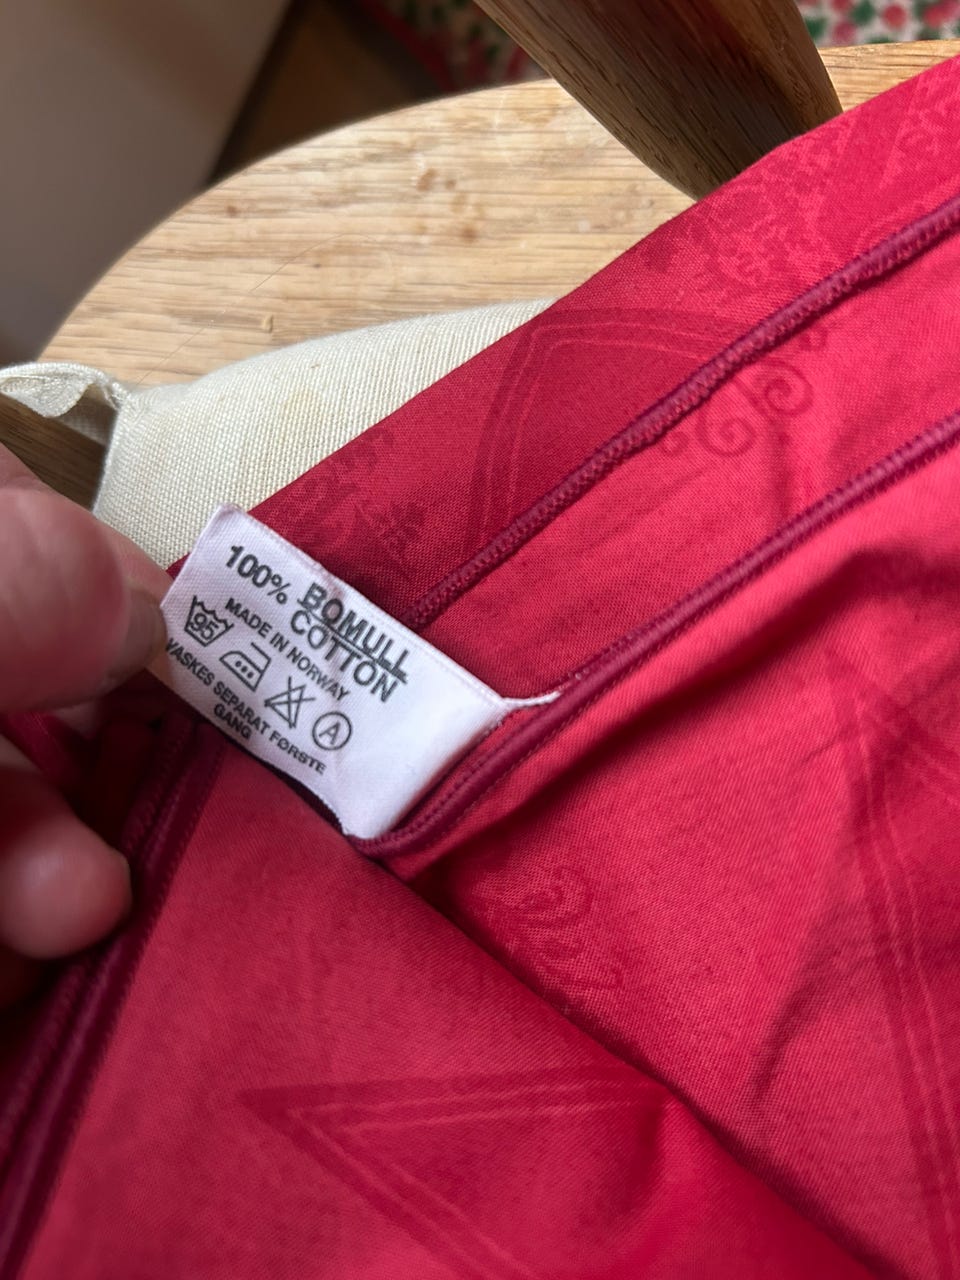 100% BOMULL
COTTON
MADE IN NORWAY
95
A
VASKES SEPARAT FØRSTE
GANG